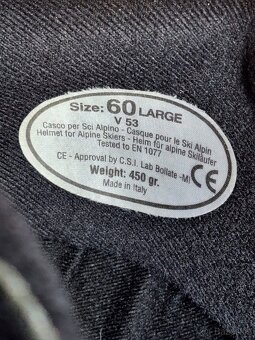 Size: 60 LARGE
V 53
Casco per Sci Alpino - Casque pour le Ski Alpin
Helmet for Alpine Skiers - Helm für alpine Skiläufer
Tested to EN 1077
CE - Approval by C.S.I. Lab Bollate -MI CE
Weight: 450 gr.
Made in Italy